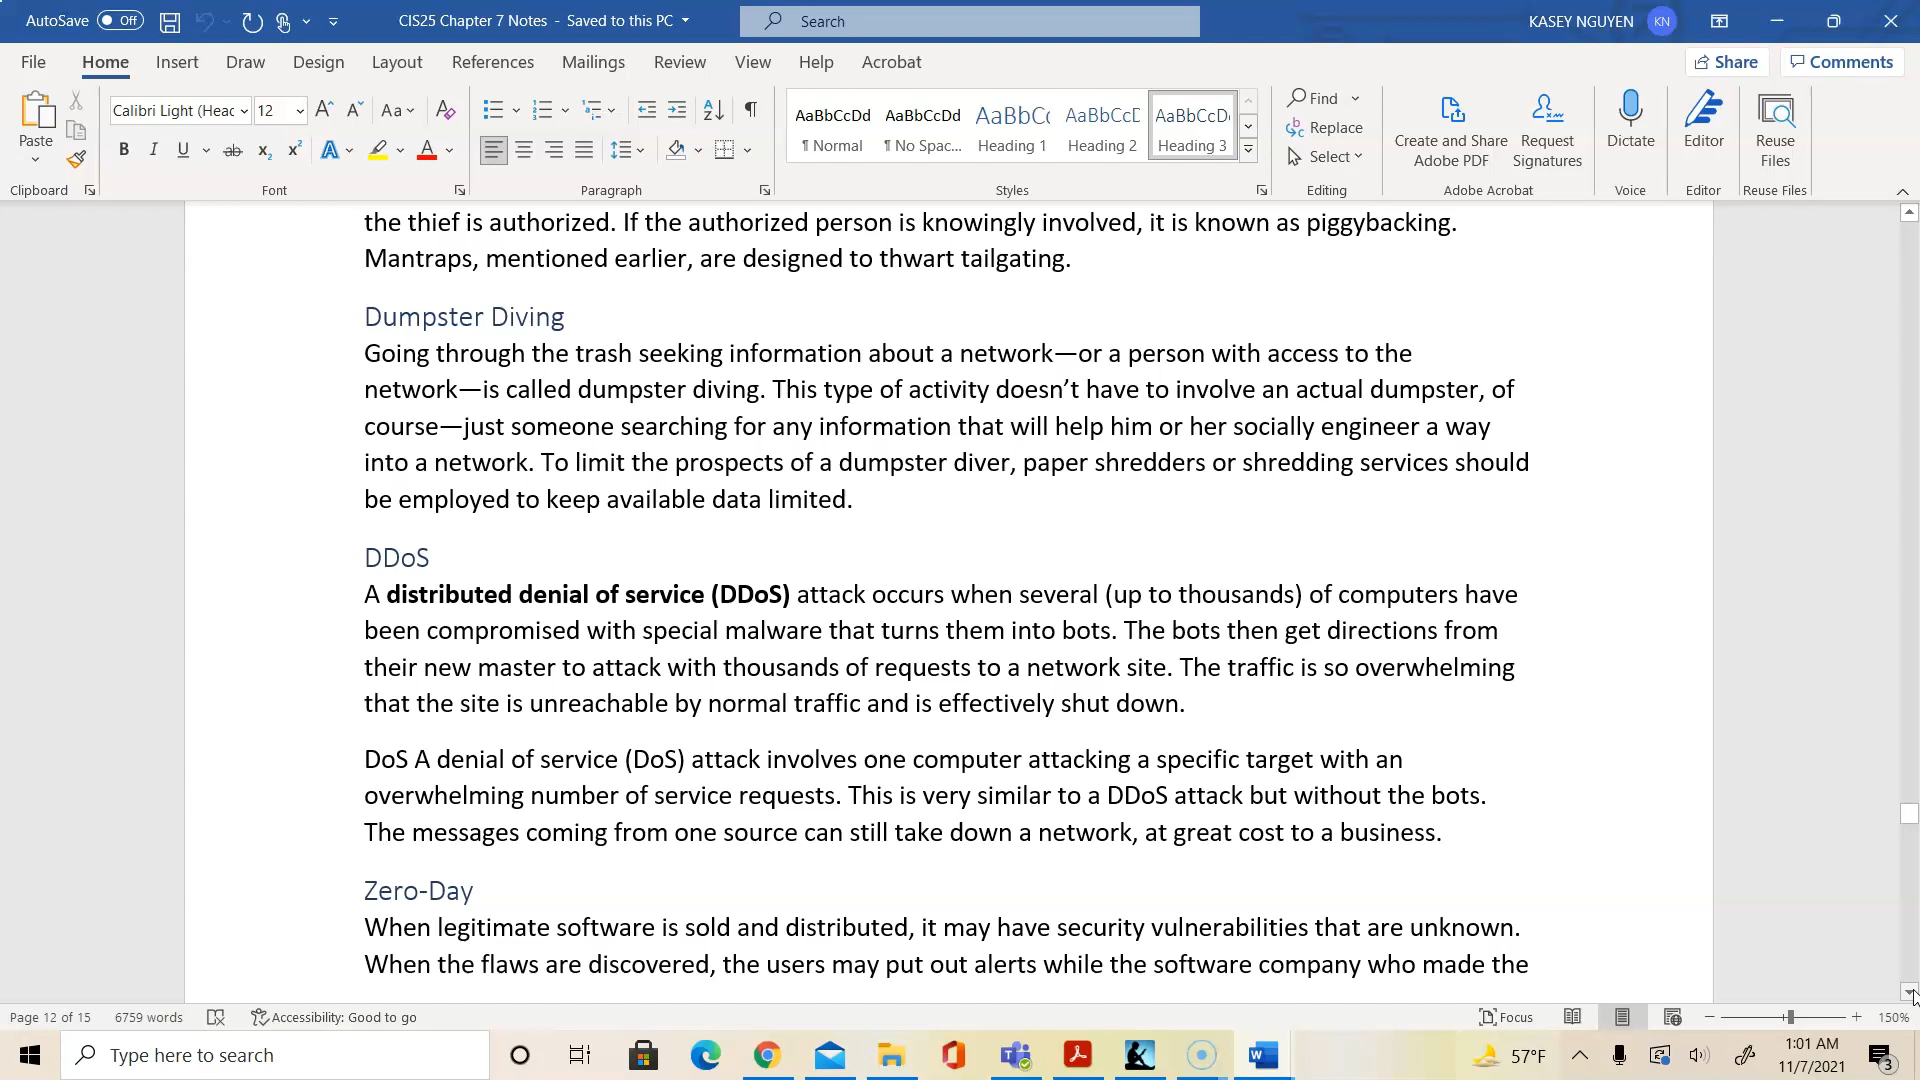 AutoSave Off CIS25 Chapter 7 Notes - Saved to this PC Search KASEY NGUYEN KN
File Home Insert Draw Design Layout References Mailings Review View Help Acrobat Share Comments
Paste
Clipboard
Calibri Light (Heac 12 Aa
B I U ab x₂ x² A A
Font
Paragraph
AaBbCcDd AaBbCcDd AaBbCc AaBbCcD AaBbCcD
¶ Normal ¶ No Spac... Heading 1 Heading 2 Heading 3
Styles
Find
Replace
Select
Editing
Create and Share Adobe PDF
Request Signatures
Adobe Acrobat
Dictate
Voice
Editor
Editor
Reuse Files
Reuse Files
the thief is authorized. If the authorized person is knowingly involved, it is known as piggybacking.
Mantraps, mentioned earlier, are designed to thwart tailgating.
Dumpster Diving
Going through the trash seeking information about a network—or a person with access to the
network—is called dumpster diving. This type of activity doesn’t have to involve an actual dumpster, of
course—just someone searching for any information that will help him or her socially engineer a way
into a network. To limit the prospects of a dumpster diver, paper shredders or shredding services should
be employed to keep available data limited.
DDoS
A distributed denial of service (DDoS) attack occurs when several (up to thousands) of computers have
been compromised with special malware that turns them into bots. The bots then get directions from
their new master to attack with thousands of requests to a network site. The traffic is so overwhelming
that the site is unreachable by normal traffic and is effectively shut down.
DoS A denial of service (DoS) attack involves one computer attacking a specific target with an
overwhelming number of service requests. This is very similar to a DDoS attack but without the bots.
The messages coming from one source can still take down a network, at great cost to a business.
Zero-Day
When legitimate software is sold and distributed, it may have security vulnerabilities that are unknown.
When the flaws are discovered, the users may put out alerts while the software company who made the
Page 12 of 15 6759 words Accessibility: Good to go Focus 150%
Type here to search 57°F 1:01 AM
11/7/2021 3